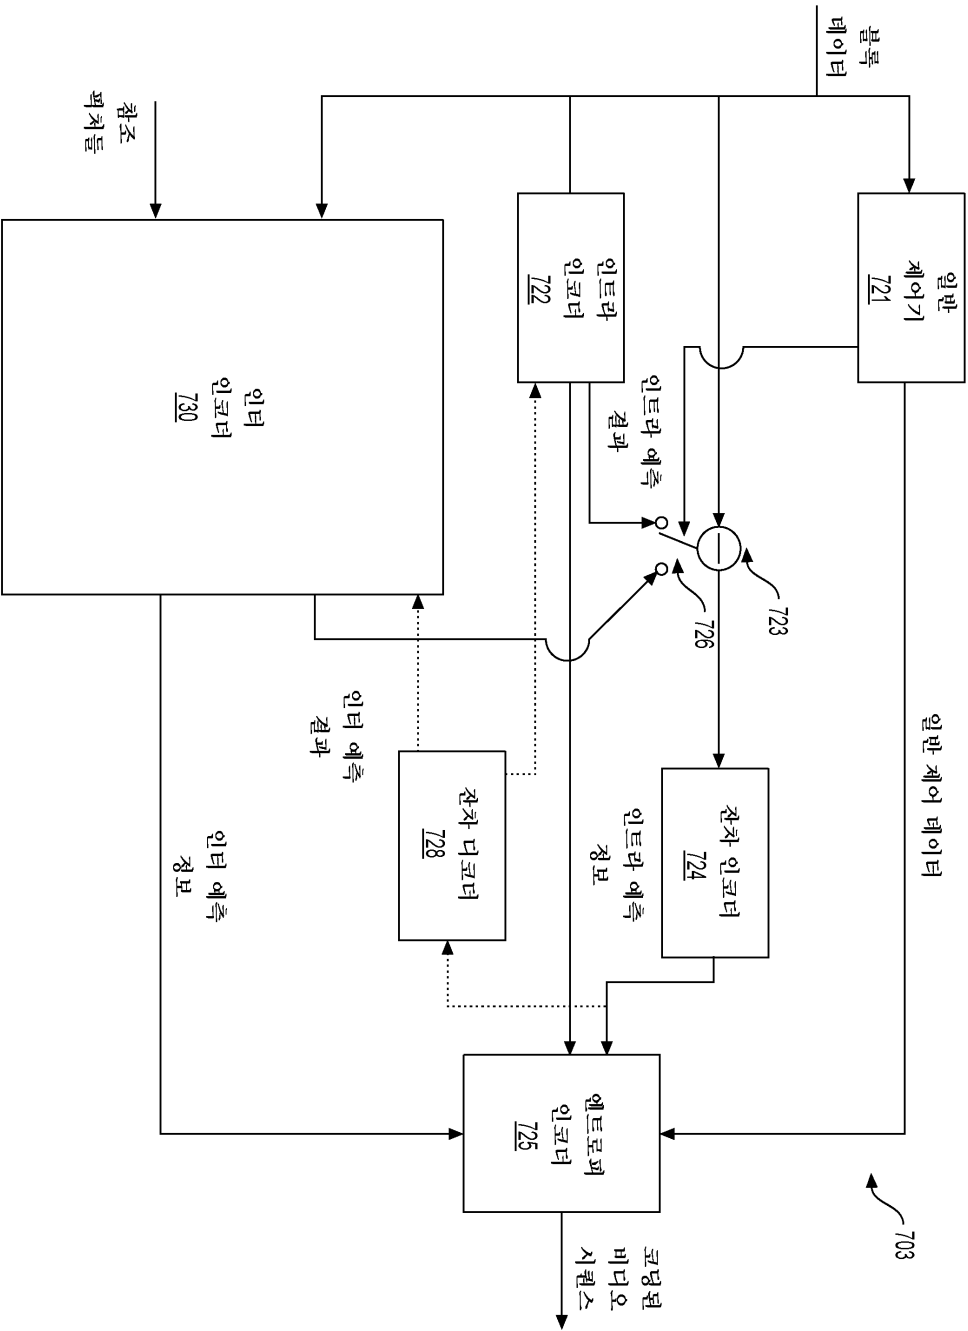 블록
데이터
일반
제어기
721
인트라
인코더
722
참조
픽처들
인터
인코더
730
인트라 예측
결과
723
726
일반 제어 데이터
잔차 인코더
724
인트라 예측
정보
잔차 디코더
728
인터 예측
결과
인터 예측
정보
엔트로피
인코더
725
703
코딩된
비디오
시퀀스